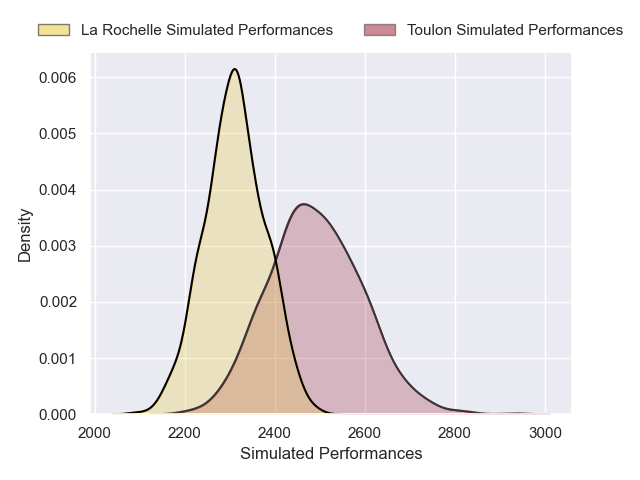 La Rochelle Simulated Performances Toulon Simulated Performances
0.006
0.005
0.004
0.003
0.002
0.001
0.000
Density
2000 2200 2400 2600 2800 3000
Simulated Performances